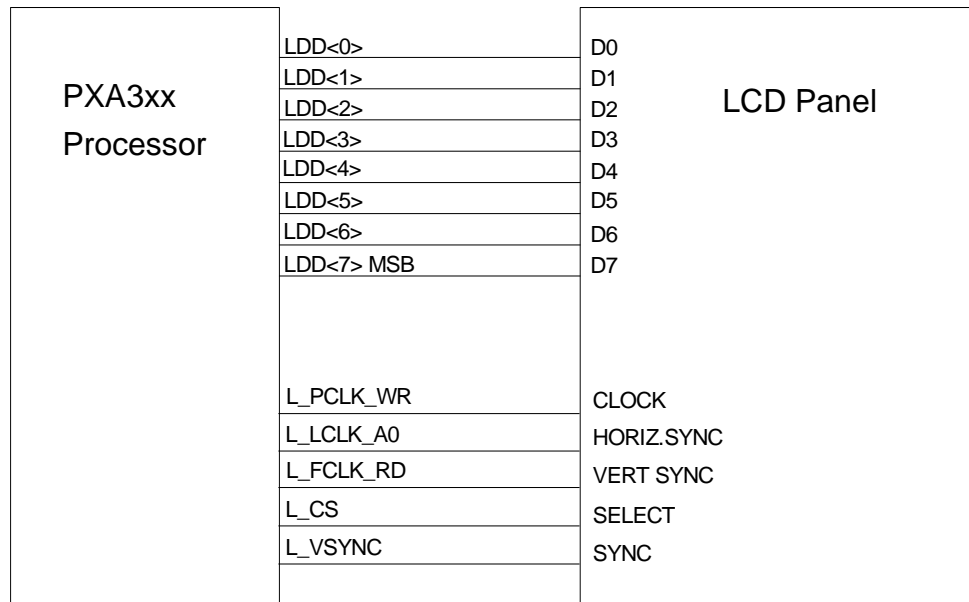 PXA3xx
Processor
LCD Panel
LDD<0> D0
LDD<1> D1
LDD<2> D2
LDD<3> D3
LDD<4> D4
LDD<5> D5
LDD<6> D6
LDD<7> MSB D7
L_PCLK_WR CLOCK
L_LCLK_A0 HORIZ.SYNC
L_FCLK_RD VERT SYNC
L_CS SELECT
L_VSYNC SYNC